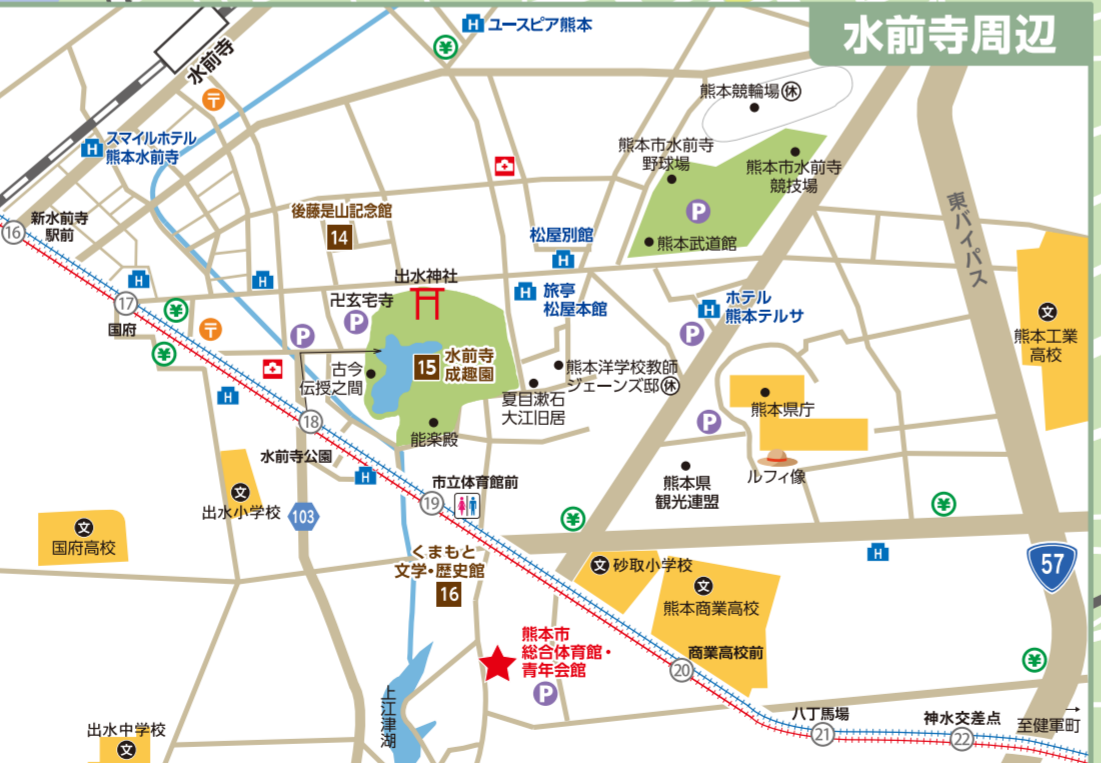 水前寺周辺
H
ユースピア熊本
¥
水前寺
〒
熊本競輪場㊡
H
スマイルホテル
熊本水前寺
熊本市水前寺
野球場
熊本市水前寺
競技場
P
熊本武道館
東バイパス
後藤是山記念館
14
松屋別館
H
16
新水前寺
駅前
H
H
出水神社
H
旅亭
松屋本館
H
ホテル
熊本テルサ
文
熊本工業
高校
17
国府
¥
〒
卍玄宅寺
P
P
P
¥
古今
伝授之間
15
水前寺
成趣園
熊本洋学校教師
ジェーンズ邸㊡
夏目漱石
大江旧居
熊本県庁
H
18
水前寺公園
能楽殿
P
ルフィ像
H
市立体育館前
19
熊本県
観光連盟
文
出水小学校
103
¥
¥
文
国府高校
H
57
くまもと
文学・歴史館
16
文
砂取小学校
文
熊本商業高校
熊本市
総合体育館・
青年会館
P
商業高校前
20
¥
上江津湖
出水中学校
文
八丁馬場
21
神水交差点
22
→
至健軍町